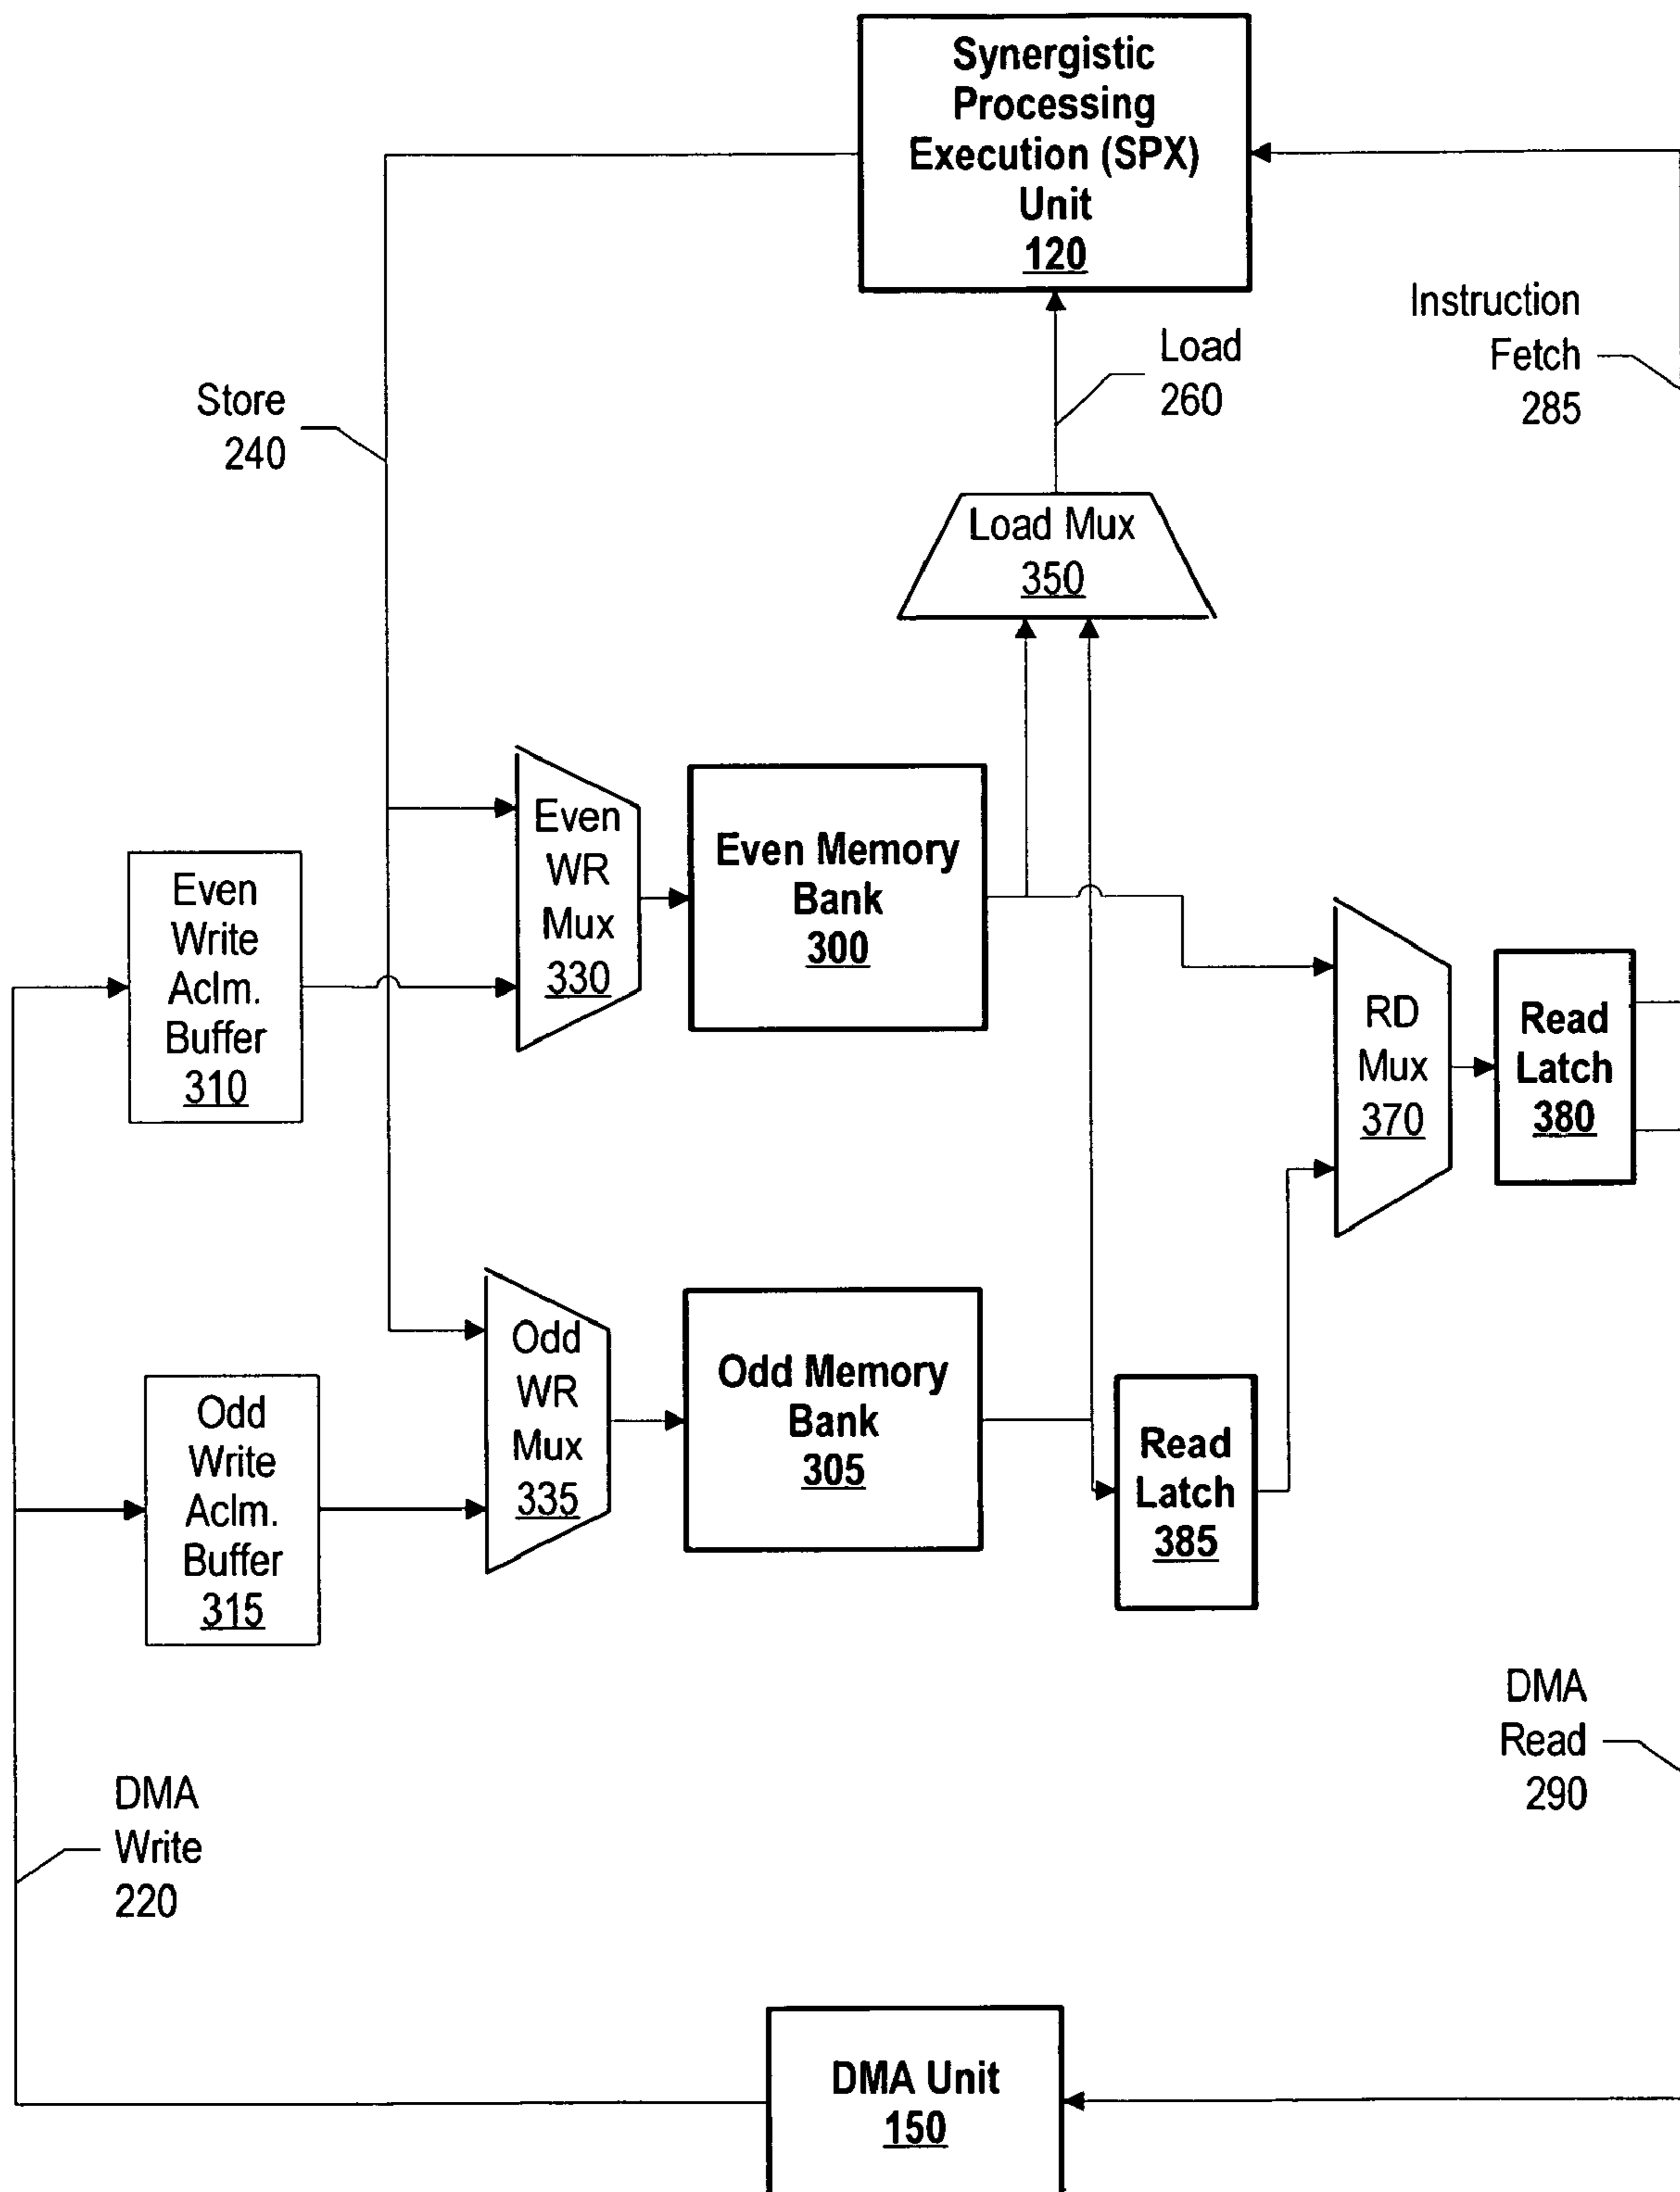 Synergistic
Processing
Execution (SPX)
Unit
120
Instruction
Fetch
285
Load
260
Store
240
Load Mux
350
Even
WR
Mux
330
Even Memory
Bank
300
Even
Write
Aclm.
Buffer
310
RD
Mux
370
Read
Latch
380
Odd
WR
Mux
335
Odd Memory
Bank
305
Odd
Write
Aclm.
Buffer
315
Read
Latch
385
DMA
Read
290
DMA
Write
220
DMA Unit
150